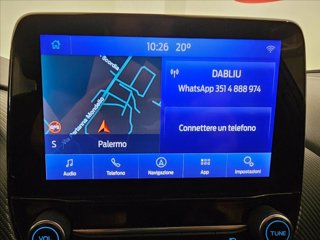 10:26 20°
DABLIU
WhatsApp 351 4 888 974
Connettere un telefono
S Palermo
Audio Telefono Navigazione App Impostazioni
VOL TUNE